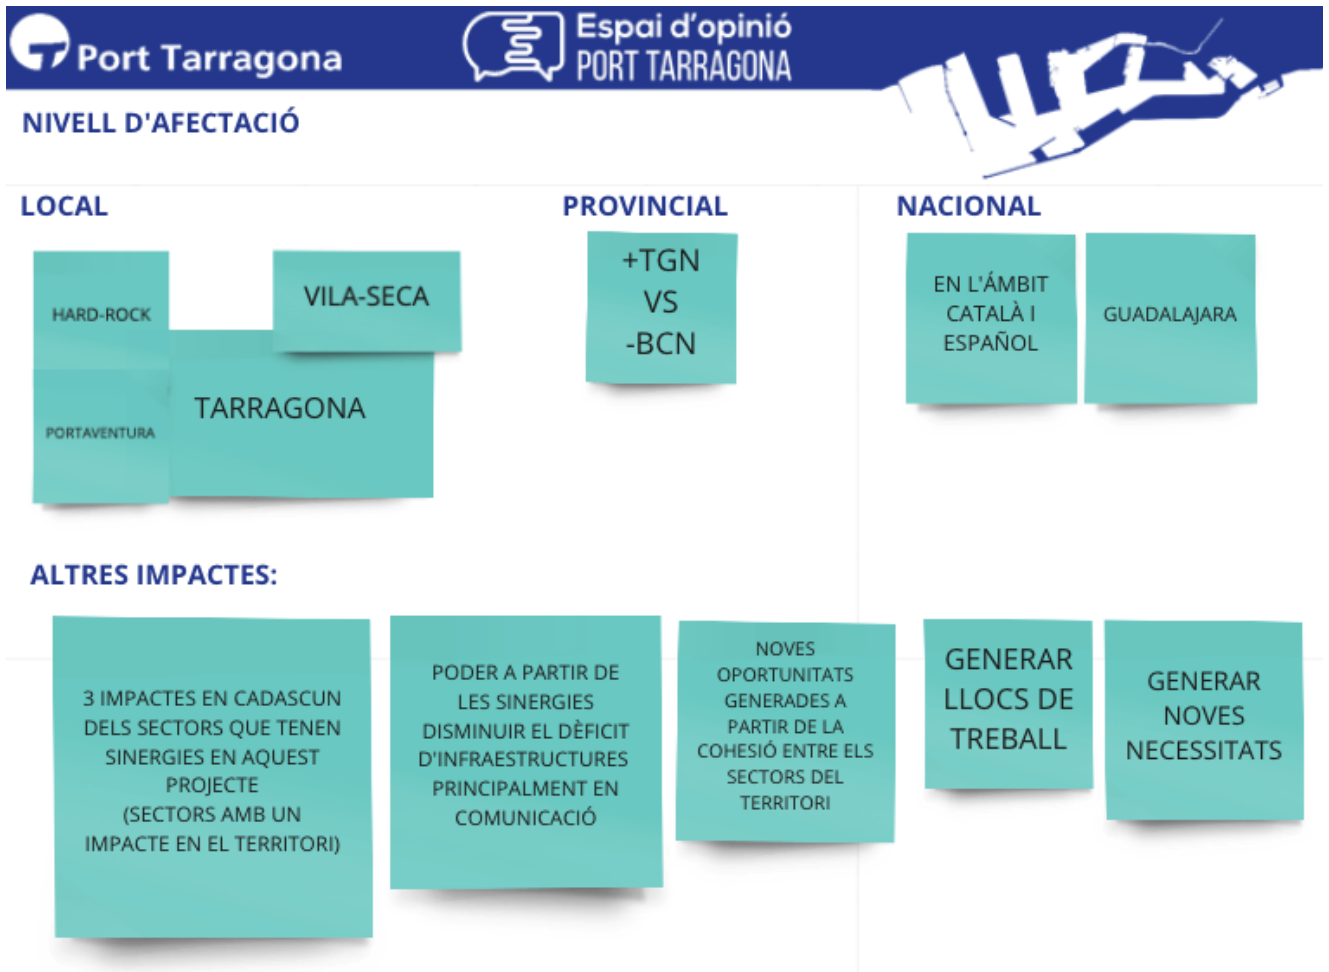 Port Tarragona
Espai d'opinió
PORT TARRAGONA
NIVELL D'AFECTACIÓ
LOCAL
HARD-ROCK
VILA-SECA
PORTAVENTURA
TARRAGONA
PROVINCIAL
+TGN
VS
-BCN
NACIONAL
EN L'ÁMBIT
CATALÀ I
ESPAÑOL
GUADALAJARA
ALTRES IMPACTES:
3 IMPACTES EN CADASCUN
DELS SECTORS QUE TENEN
SINERGIES EN AQUEST
PROJECTE
(SECTORS AMB UN
IMPACTE EN EL TERRITORI)
PODER A PARTIR DE
LES SINERGIES
DISMINUIR EL DÈFICIT
D'INFRAESTRUCTURES
PRINCIPALMENT EN
COMUNICACIÓ
NOVES
OPORTUNITATS
GENERADES A
PARTIR DE LA
COHESIÓ ENTRE ELS
SECTORS DEL
TERRITORI
GENERAR
LLOCS DE
TREBALL
GENERAR
NOVES
NECESSITATS